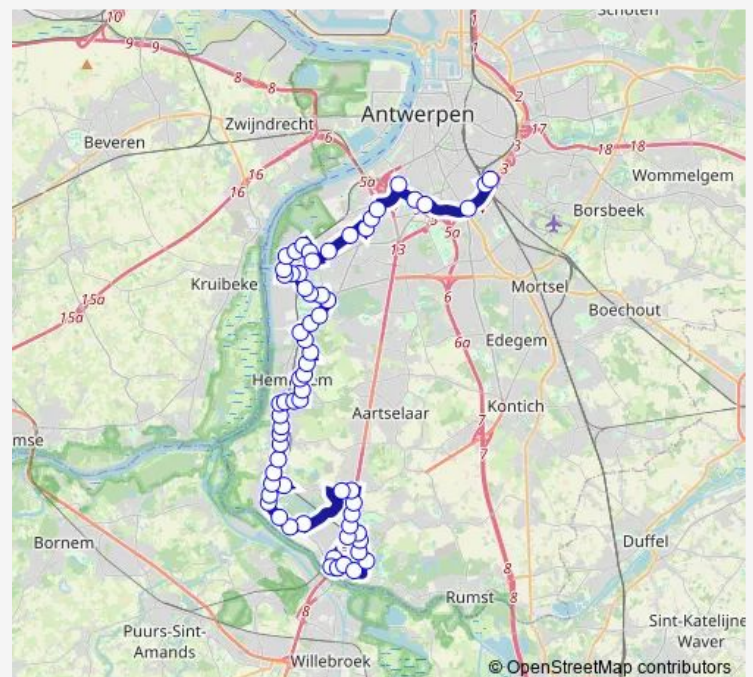 Schoten
10
9
9
1
1
8
8
Antwerpen
2
Zwijndrecht
6
17
Beveren
3
18
18
16
5a
3
Wommelgem
16
Borsbeek
5a
13
Kruibeke
15a
15a
6
Mortsel
Boechout
6a
Edegem
Aartselaar
7
Kontich
7
mse
Bornem
Duffel
8
8
Rumst
8
Puurs-Sint-
Amands
Sint-Katelijne
Waver
Willebroek
© OpenStreetMap contributors